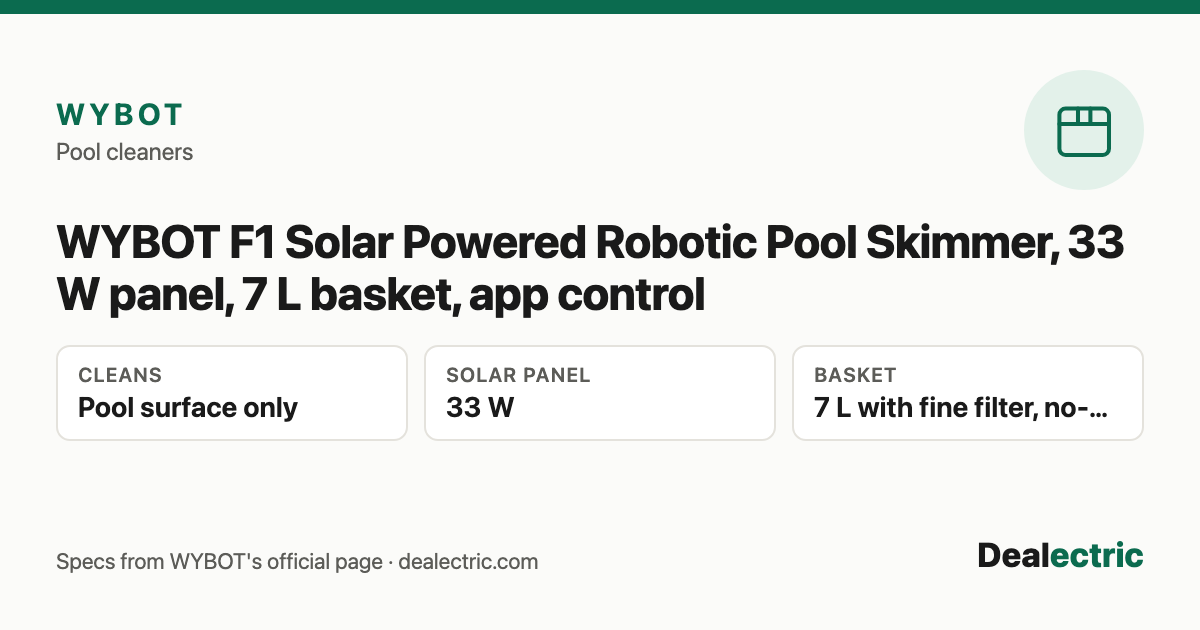 WYBOT
Pool cleaners
WYBOT F1 Solar Powered Robotic Pool Skimmer, 33
W panel, 7 L basket, app control
CLEANS
Pool surface only
SOLAR PANEL
33 W
BASKET
7 L with fine filter, no-...
Specs from WYBOT's official page · dealectric.com
Dealectric